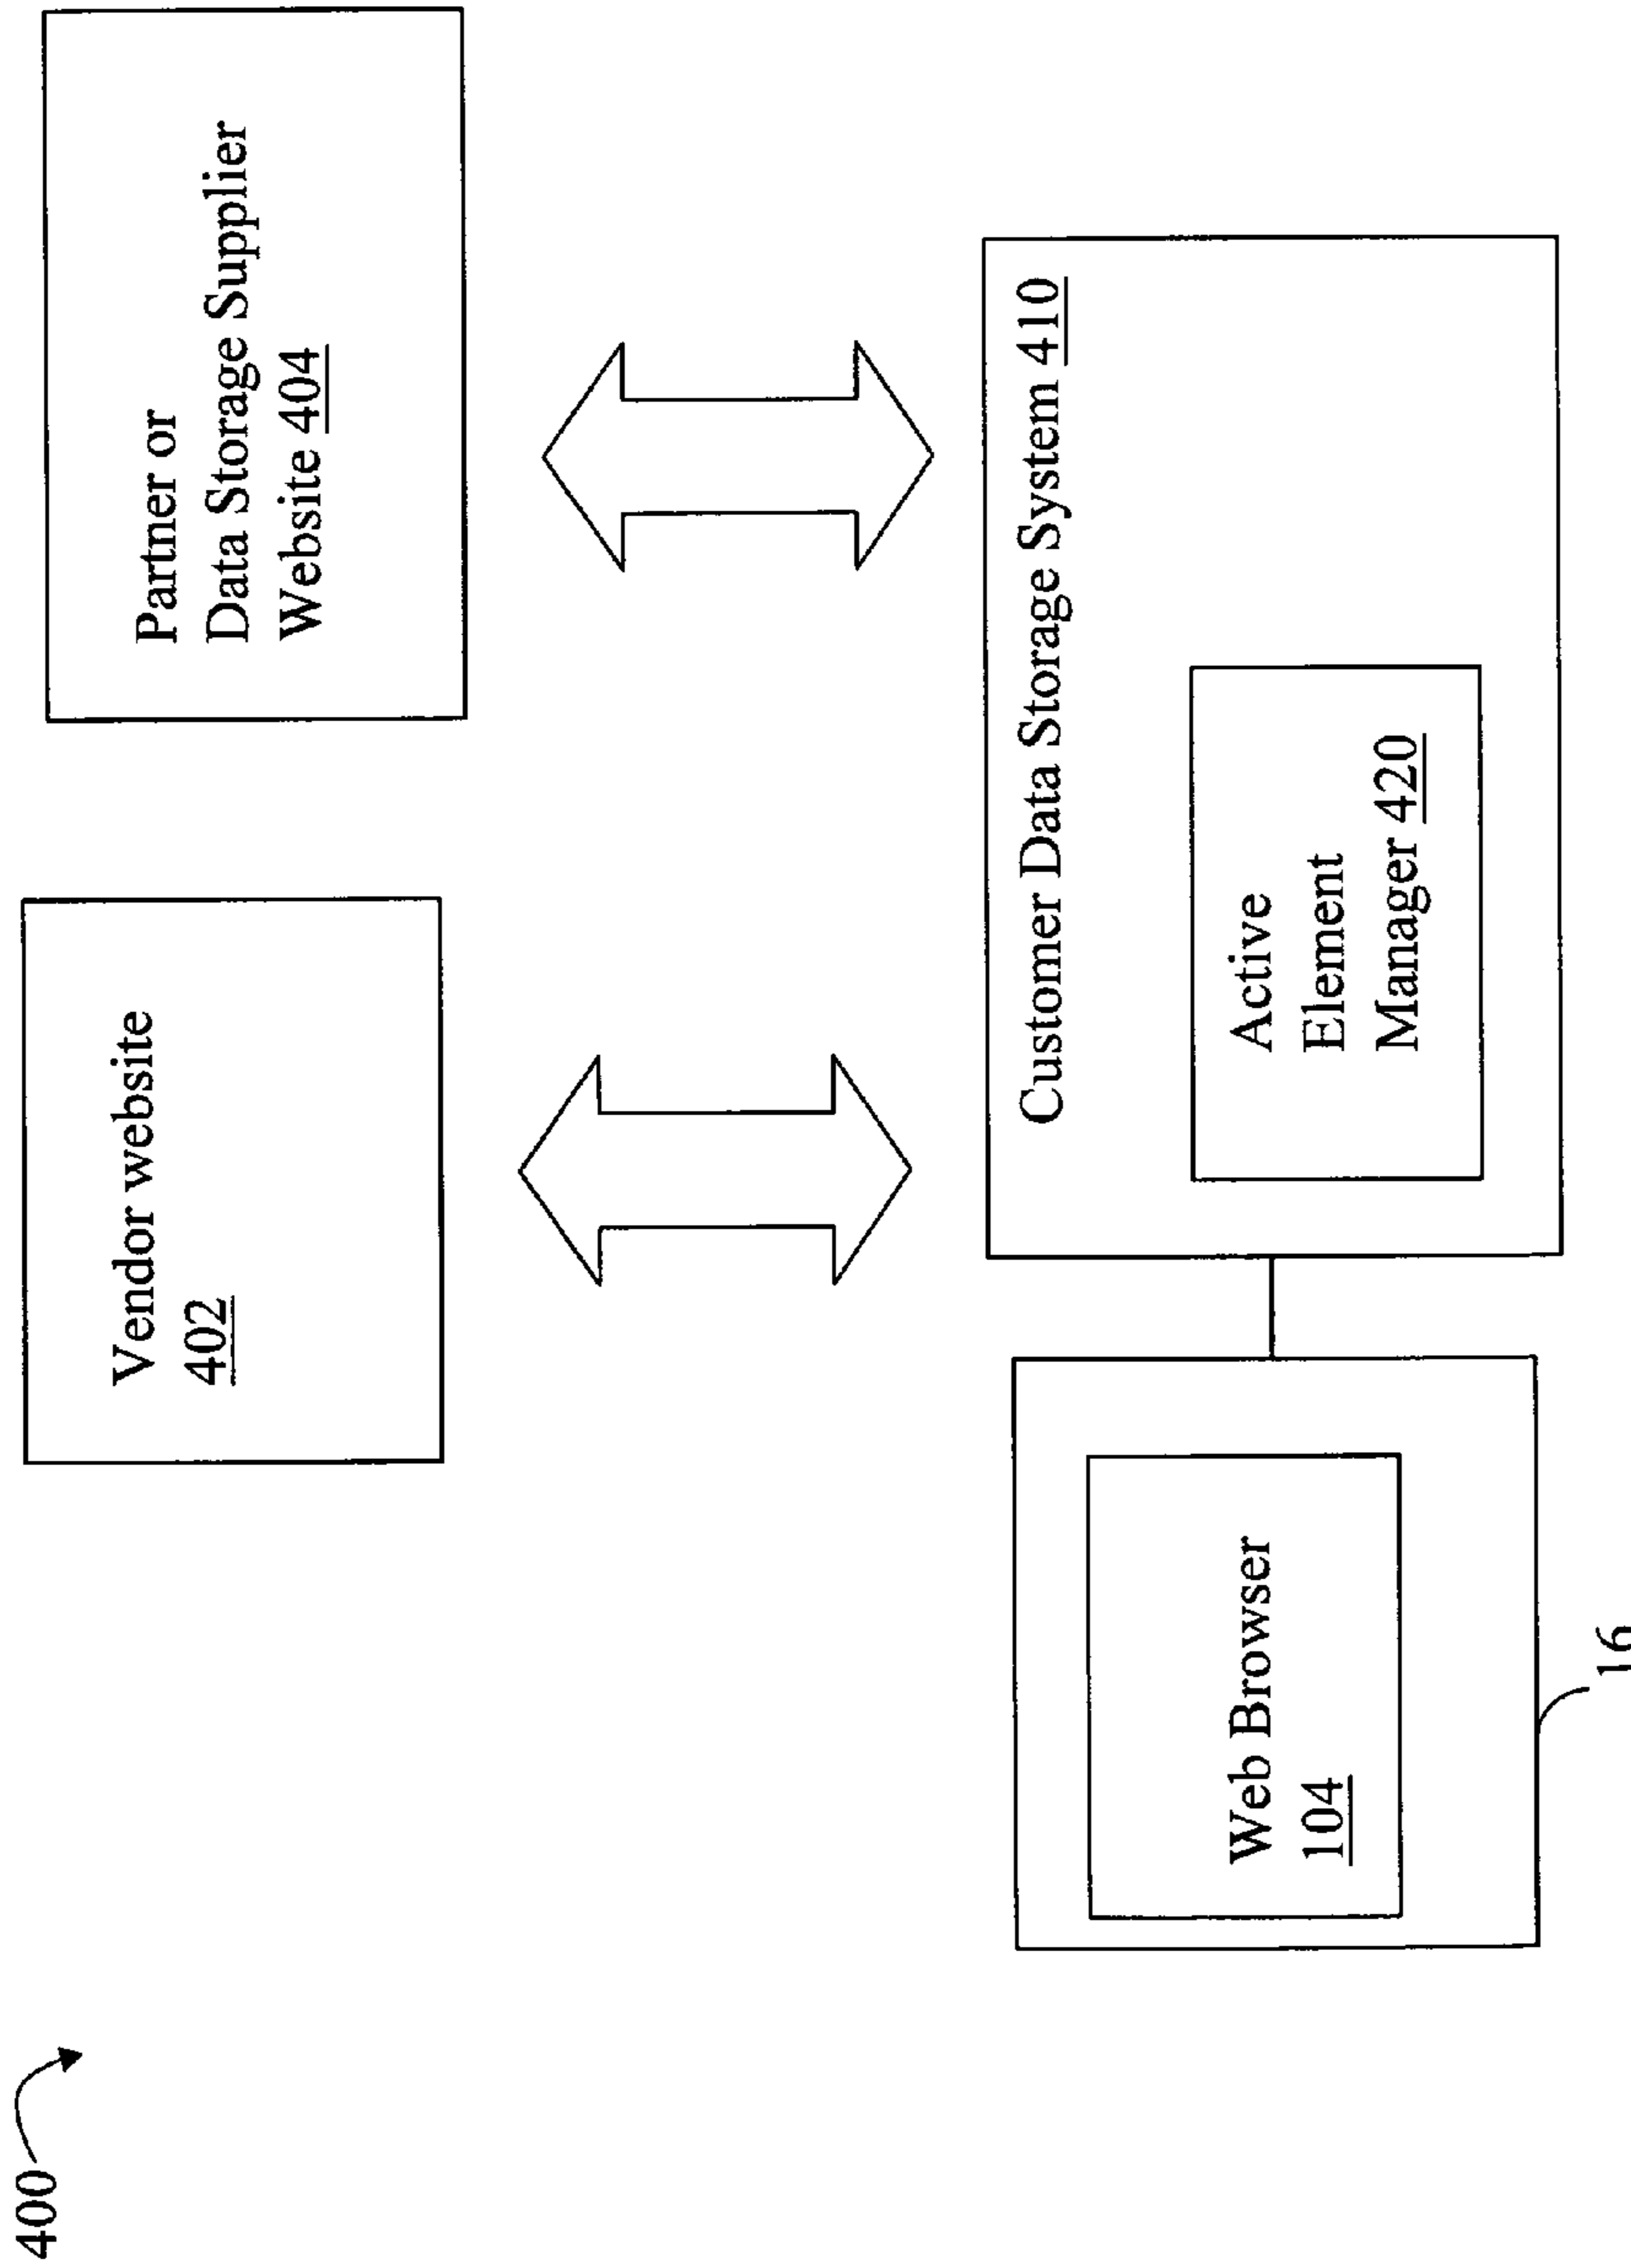 400
Vendor website
402
Partner or
Data Storage Supplier
Website 404
Customer Data Storage System 410
Active
Element
Manager 420
Web Browser
104
16